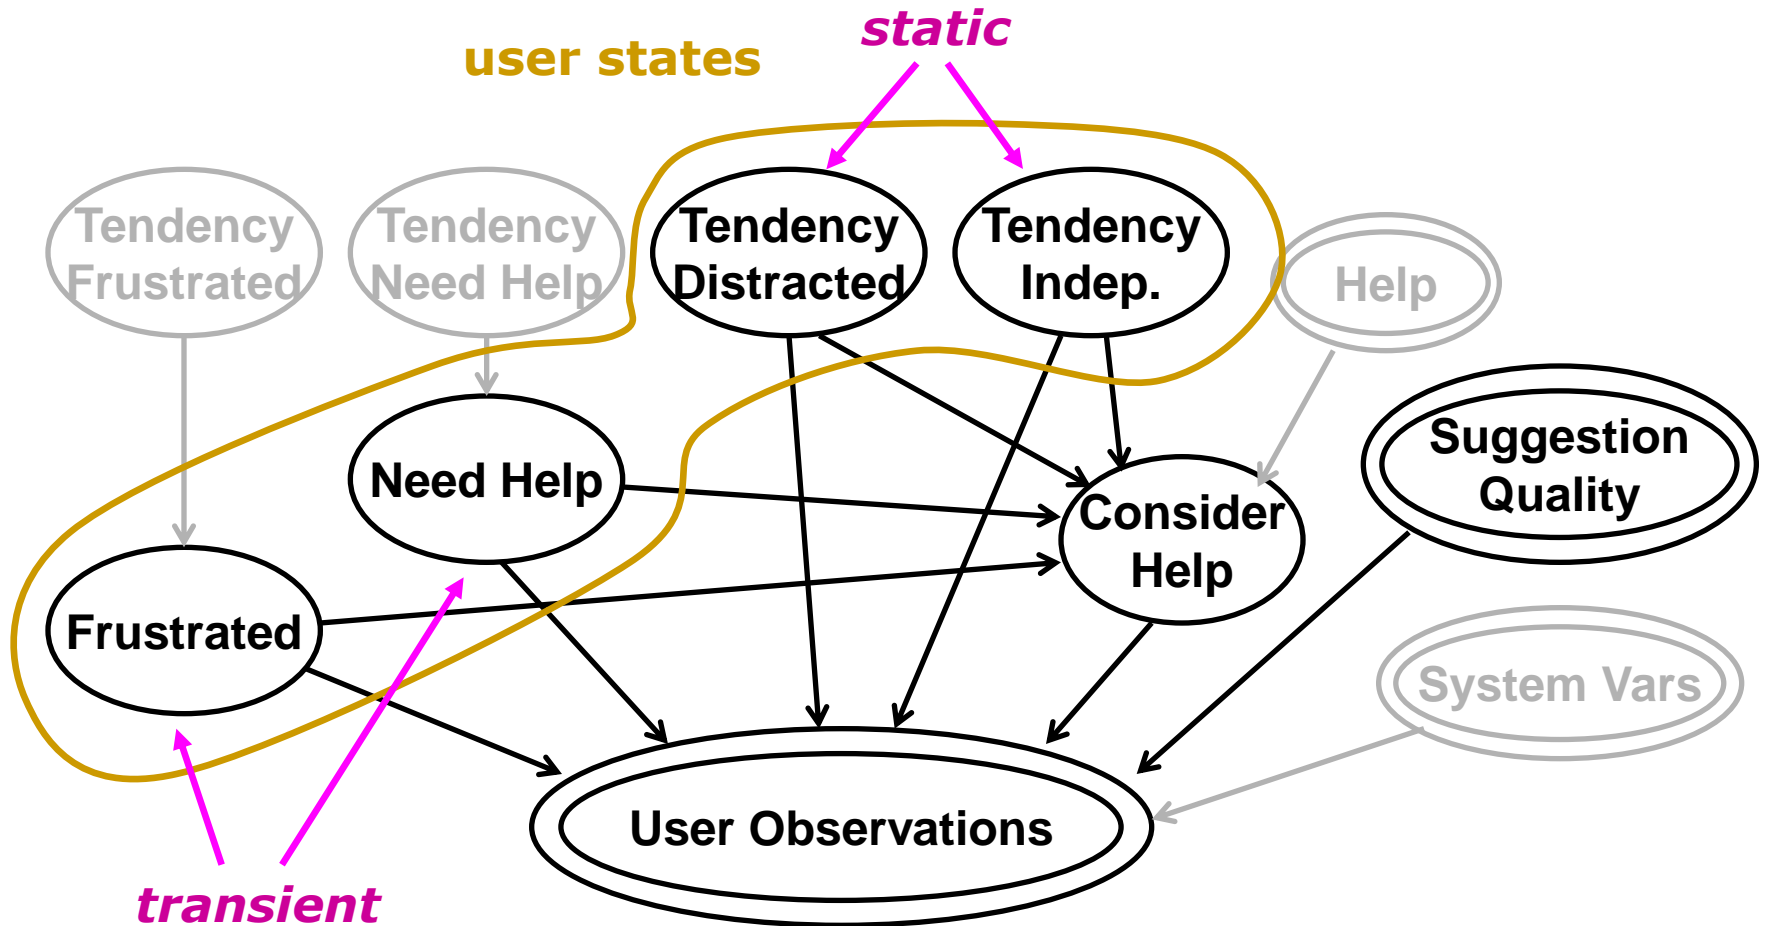 static
user states
Tendency
Frustrated
Tendency
Need Help
Tendency
Distracted
Tendency
Indep.
Help
Suggestion
Quality
Need Help
Consider
Help
Frustrated
System Vars
User Observations
transient